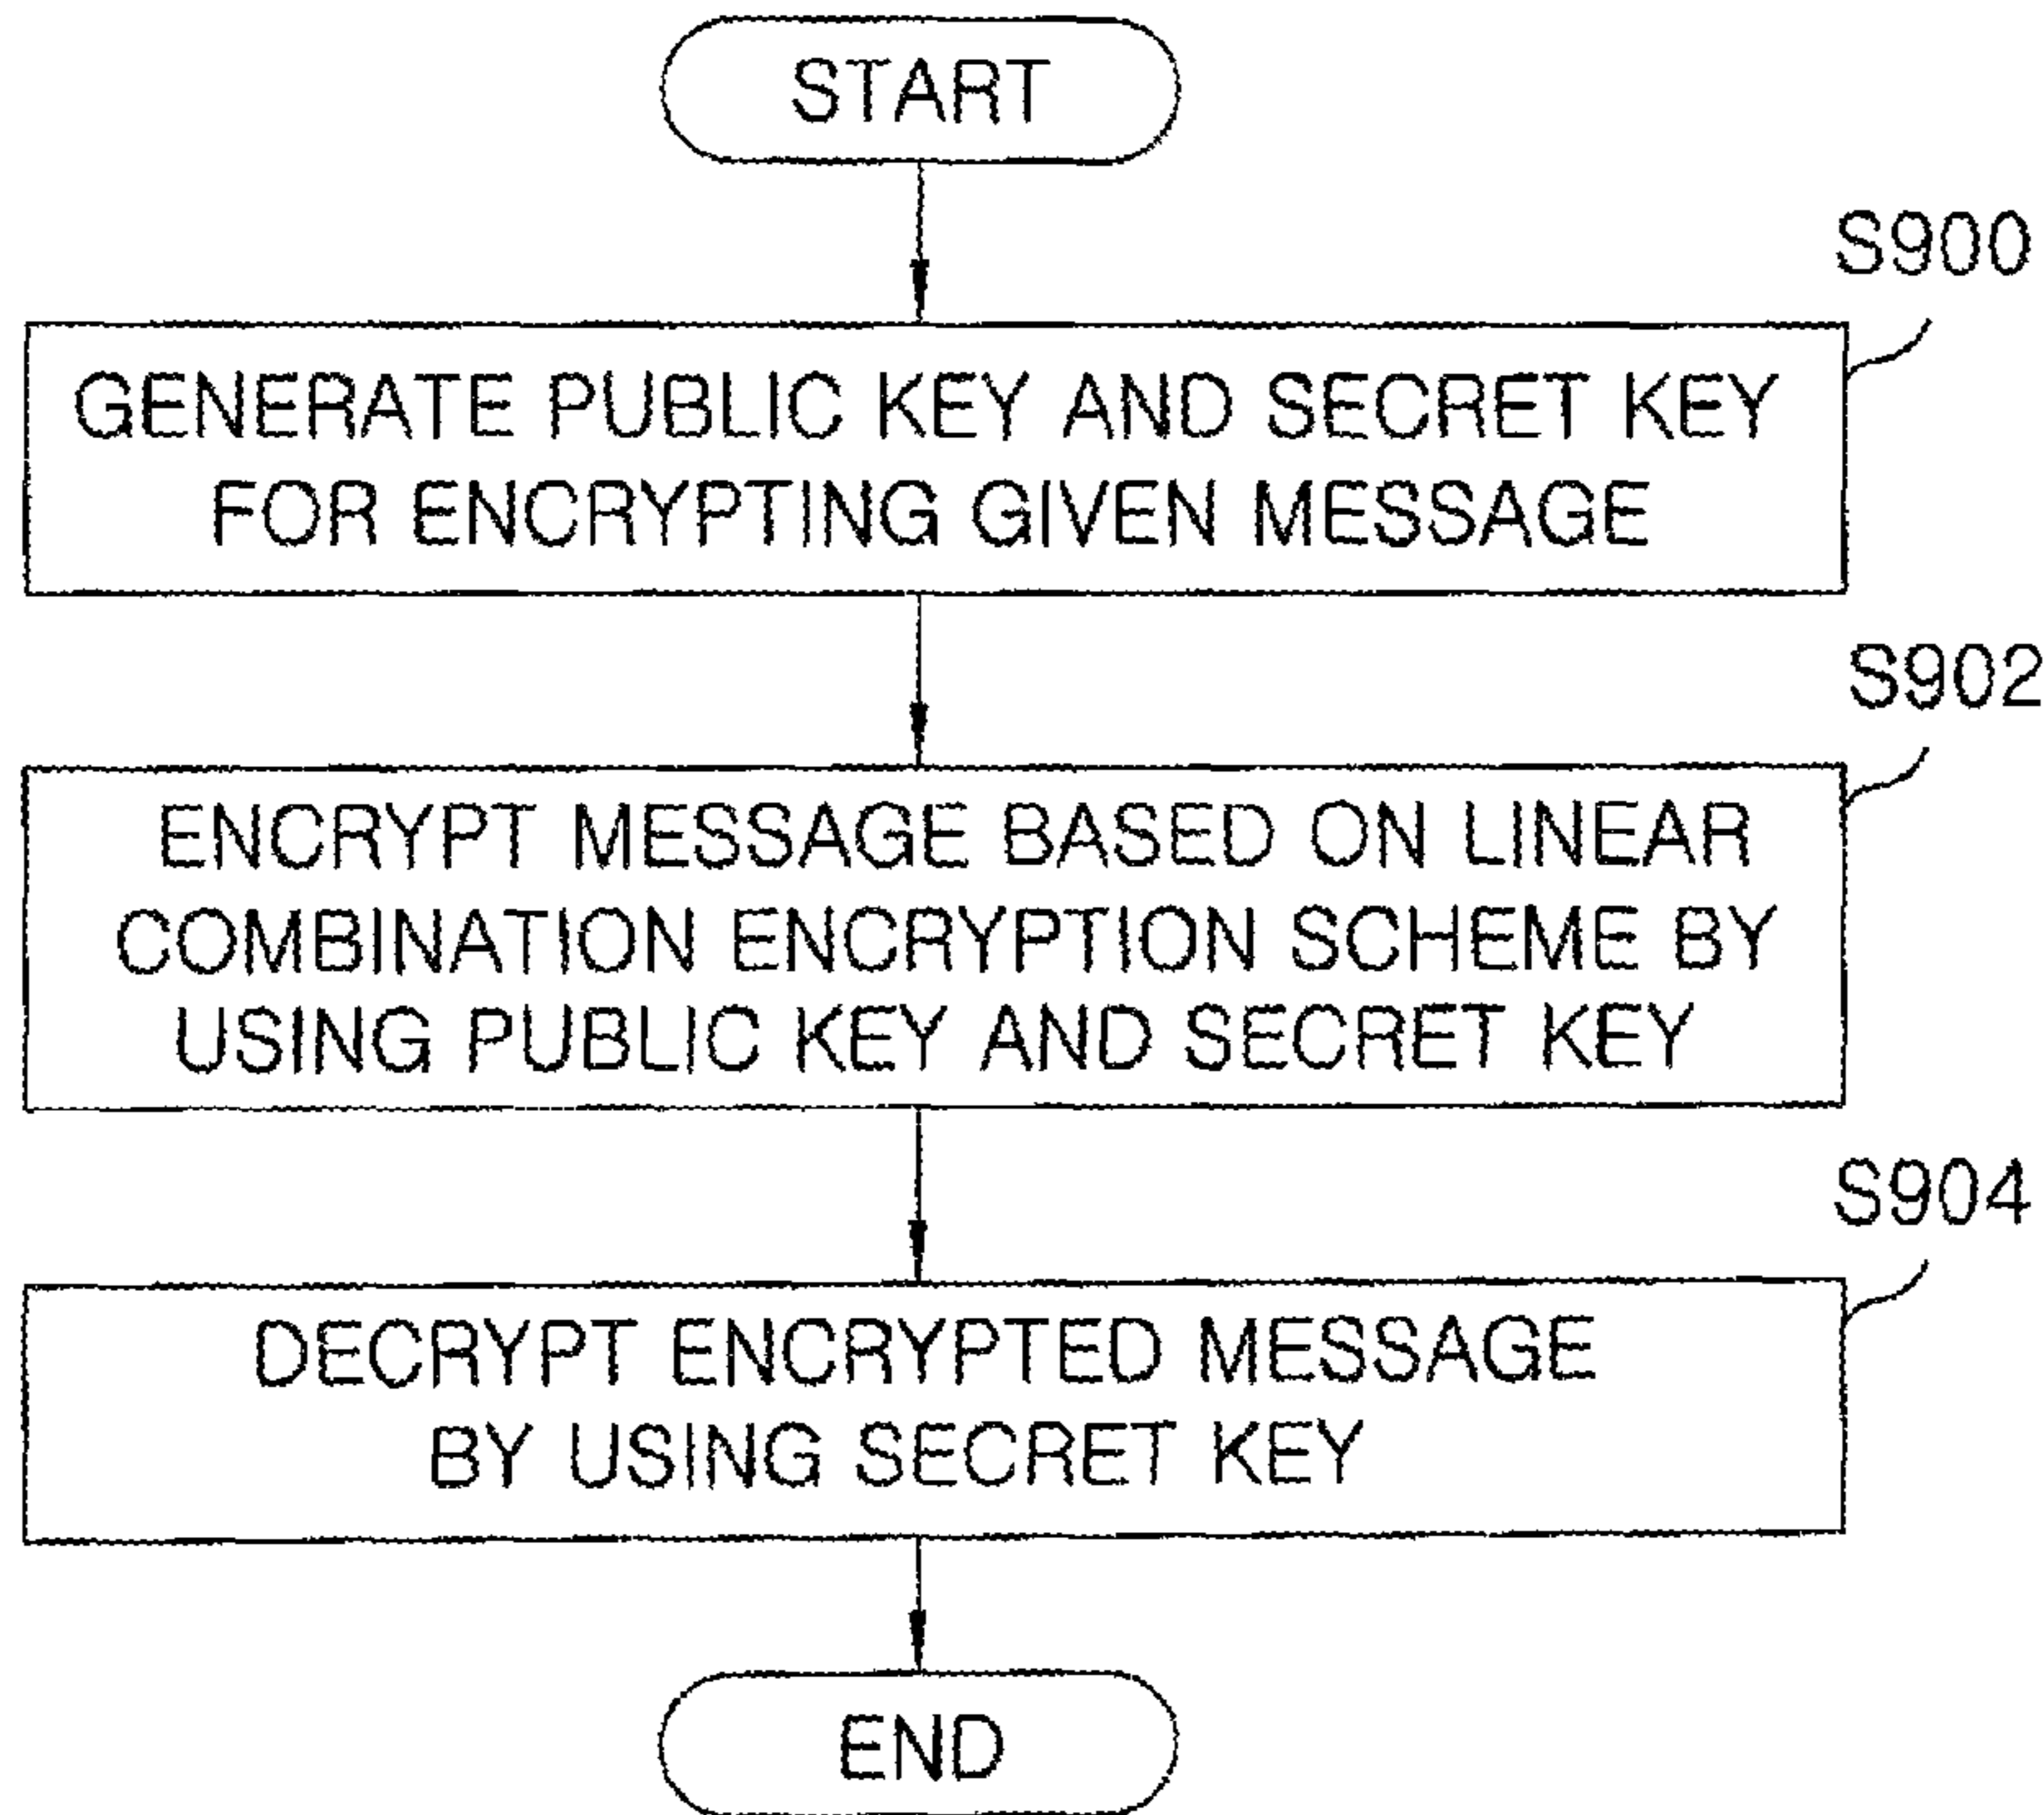 START
S900
GENERATE PUBLIC KEY AND SECRET KEY
FOR ENCRYPTING GIVEN MESSAGE
S902
ENCRYPT MESSAGE BASED ON LINEAR
COMBINATION ENCRYPTION SCHEME BY
USING PUBLIC KEY AND SECRET KEY
S904
DECRYPT ENCRYPTED MESSAGE
BY USING SECRET KEY
END